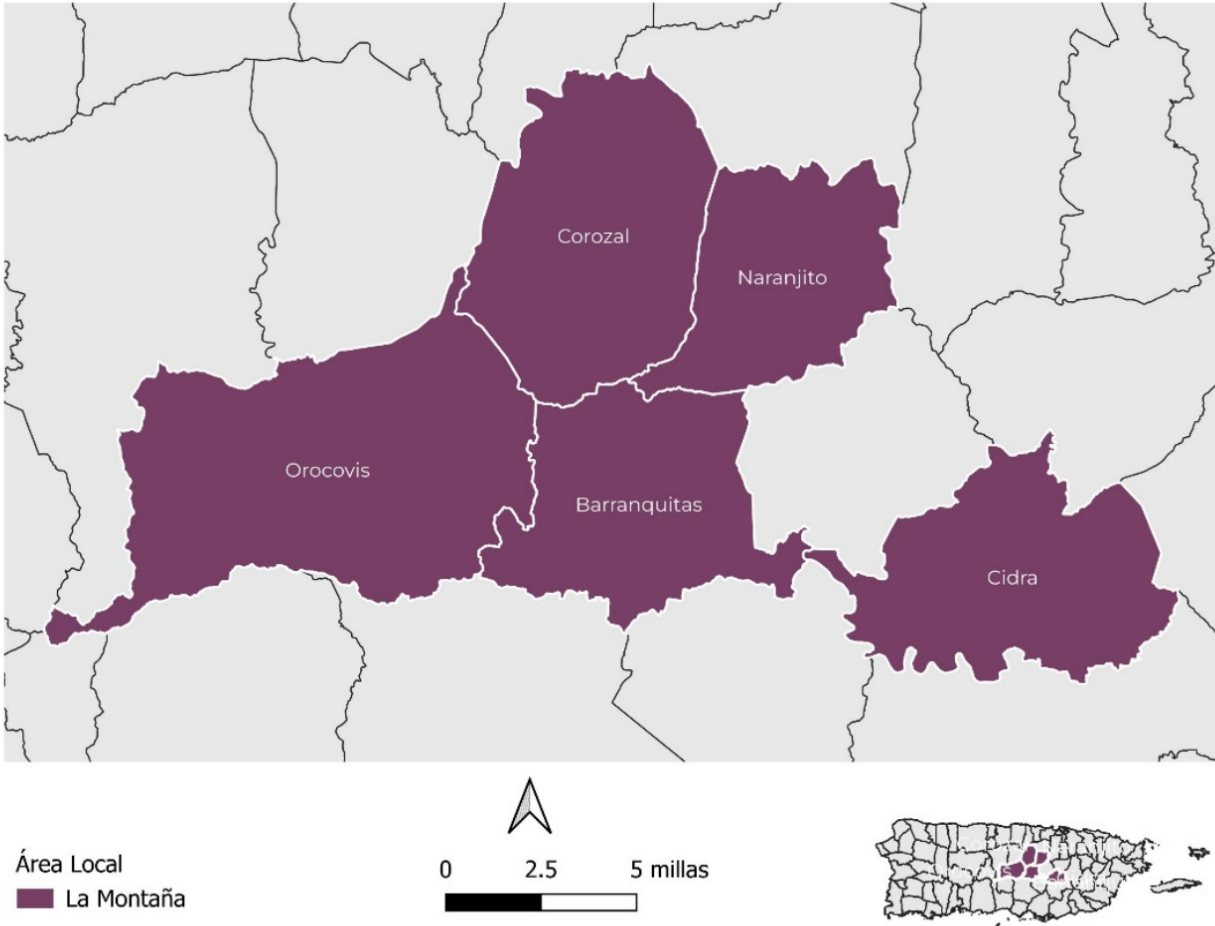 Corozal
Naranjito
Orocovis
Barranquitas
Cidra
Área Local
La Montaña
0 2.5 5 millas